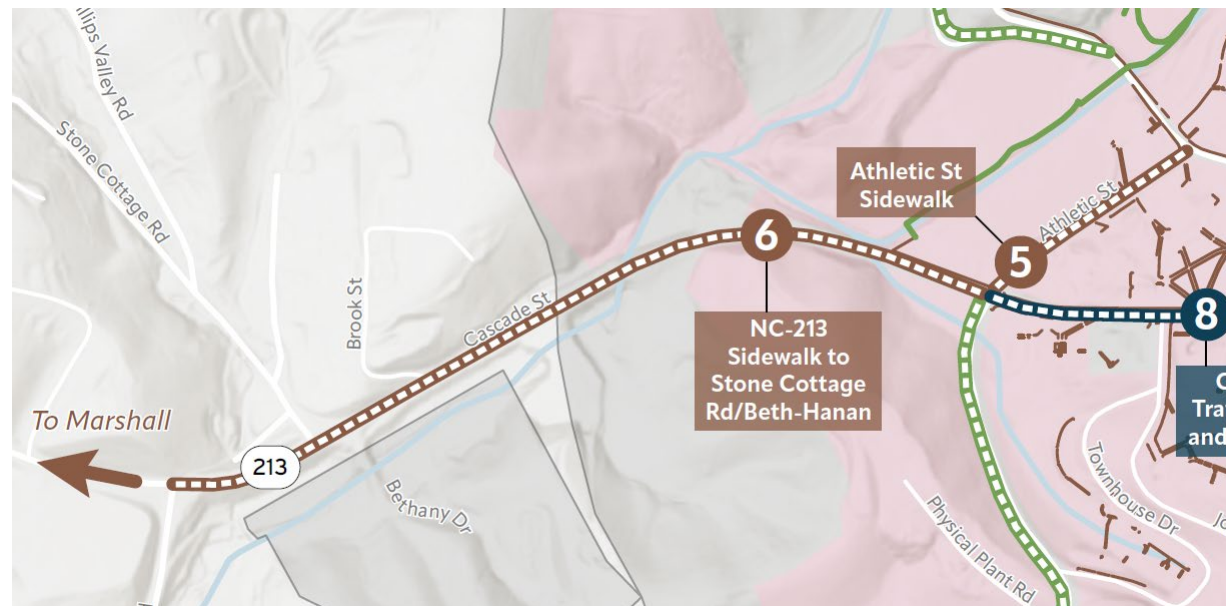 Valley Rd
Stone Cottage Rd
Athletic St
Sidewalk
Athletic St
6
5
Brook St
Cascade St
8
NC-213
Sidewalk to
Stone Cottage
Rd/Beth-Hanan
To Marshall
213
Bethany Dr
Townhouse Dr
Physical Plant Rd